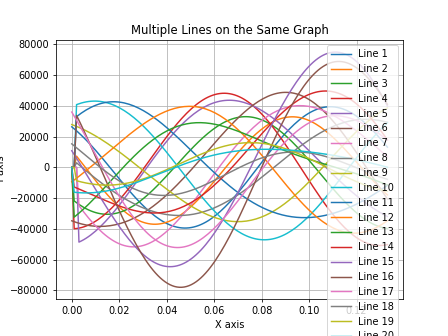 Multiple Lines on the Same Graph
80000
60000
40000
20000
0
−20000
−40000
−60000
−80000
0.00
0.02
0.04
0.06
0.08
0.10
X axis
Line 1
Line 2
Line 3
Line 4
Line 5
Line 6
Line 7
Line 8
Line 9
Line 10
Line 11
Line 12
Line 13
Line 14
Line 15
Line 16
Line 17
Line 18
Line 19
Line 20